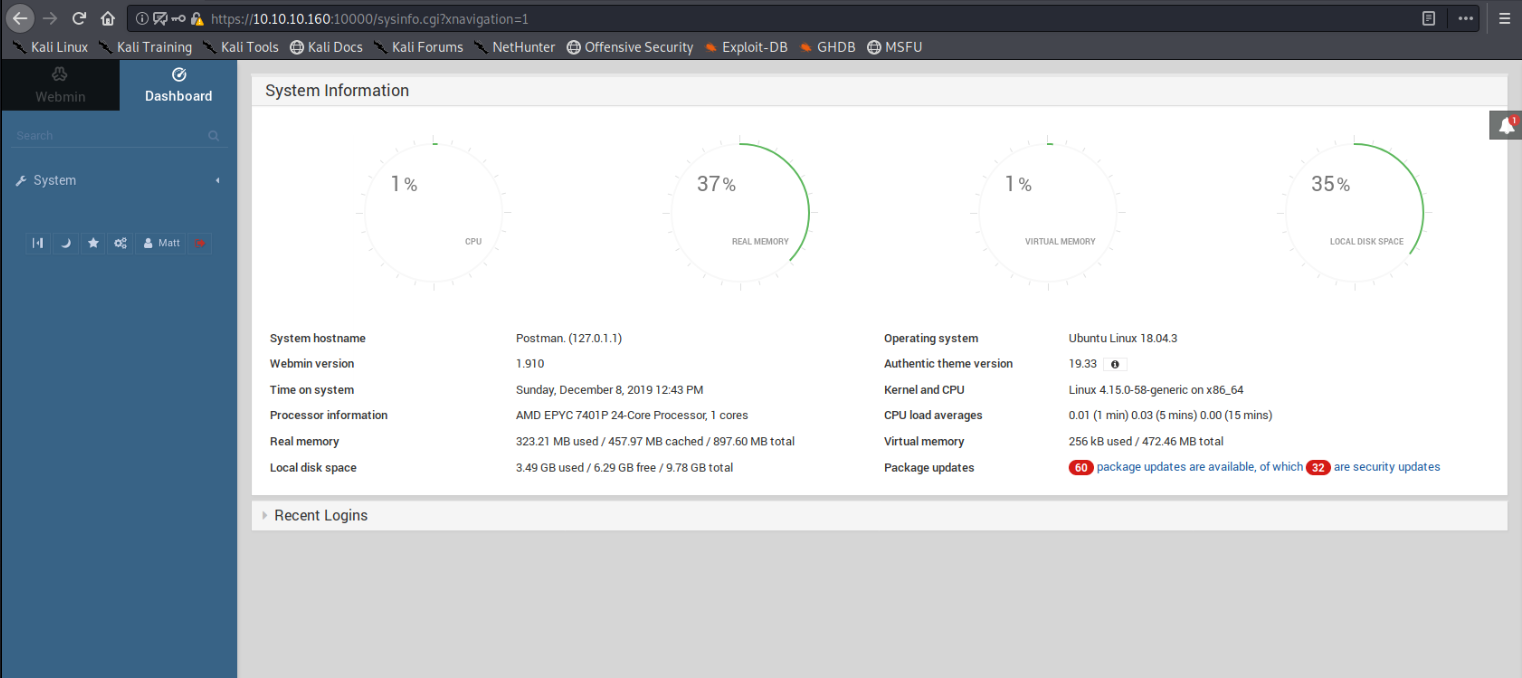 https://10.10.10.160:10000/sysinfo.cgi?xnavigation=1
Kali Linux Kali Training Kali Tools Kali Docs Kali Forums NetHunter Offensive Security Exploit-DB GHDB MSFU
Webmin Dashboard
Search
System
Matt
System Information
1
1% CPU
37% REAL MEMORY
1% VIRTUAL MEMORY
35% LOCAL DISK SPACE
System hostname Postman. (127.0.1.1) Operating system Ubuntu Linux 18.04.3
Webmin version 1.910 Authentic theme version 19.33
Time on system Sunday, December 8, 2019 12:43 PM Kernel and CPU Linux 4.15.0-58-generic on x86_64
Processor information AMD EPYC 7401P 24-Core Processor, 1 cores CPU load averages 0.01 (1 min) 0.03 (5 mins) 0.00 (15 mins)
Real memory 323.21 MB used / 457.97 MB cached / 897.60 MB total Virtual memory 256 kB used / 472.46 MB total
Local disk space 3.49 GB used / 6.29 GB free / 9.78 GB total Package updates 60 package updates are available, of which 32 are security updates
Recent Logins